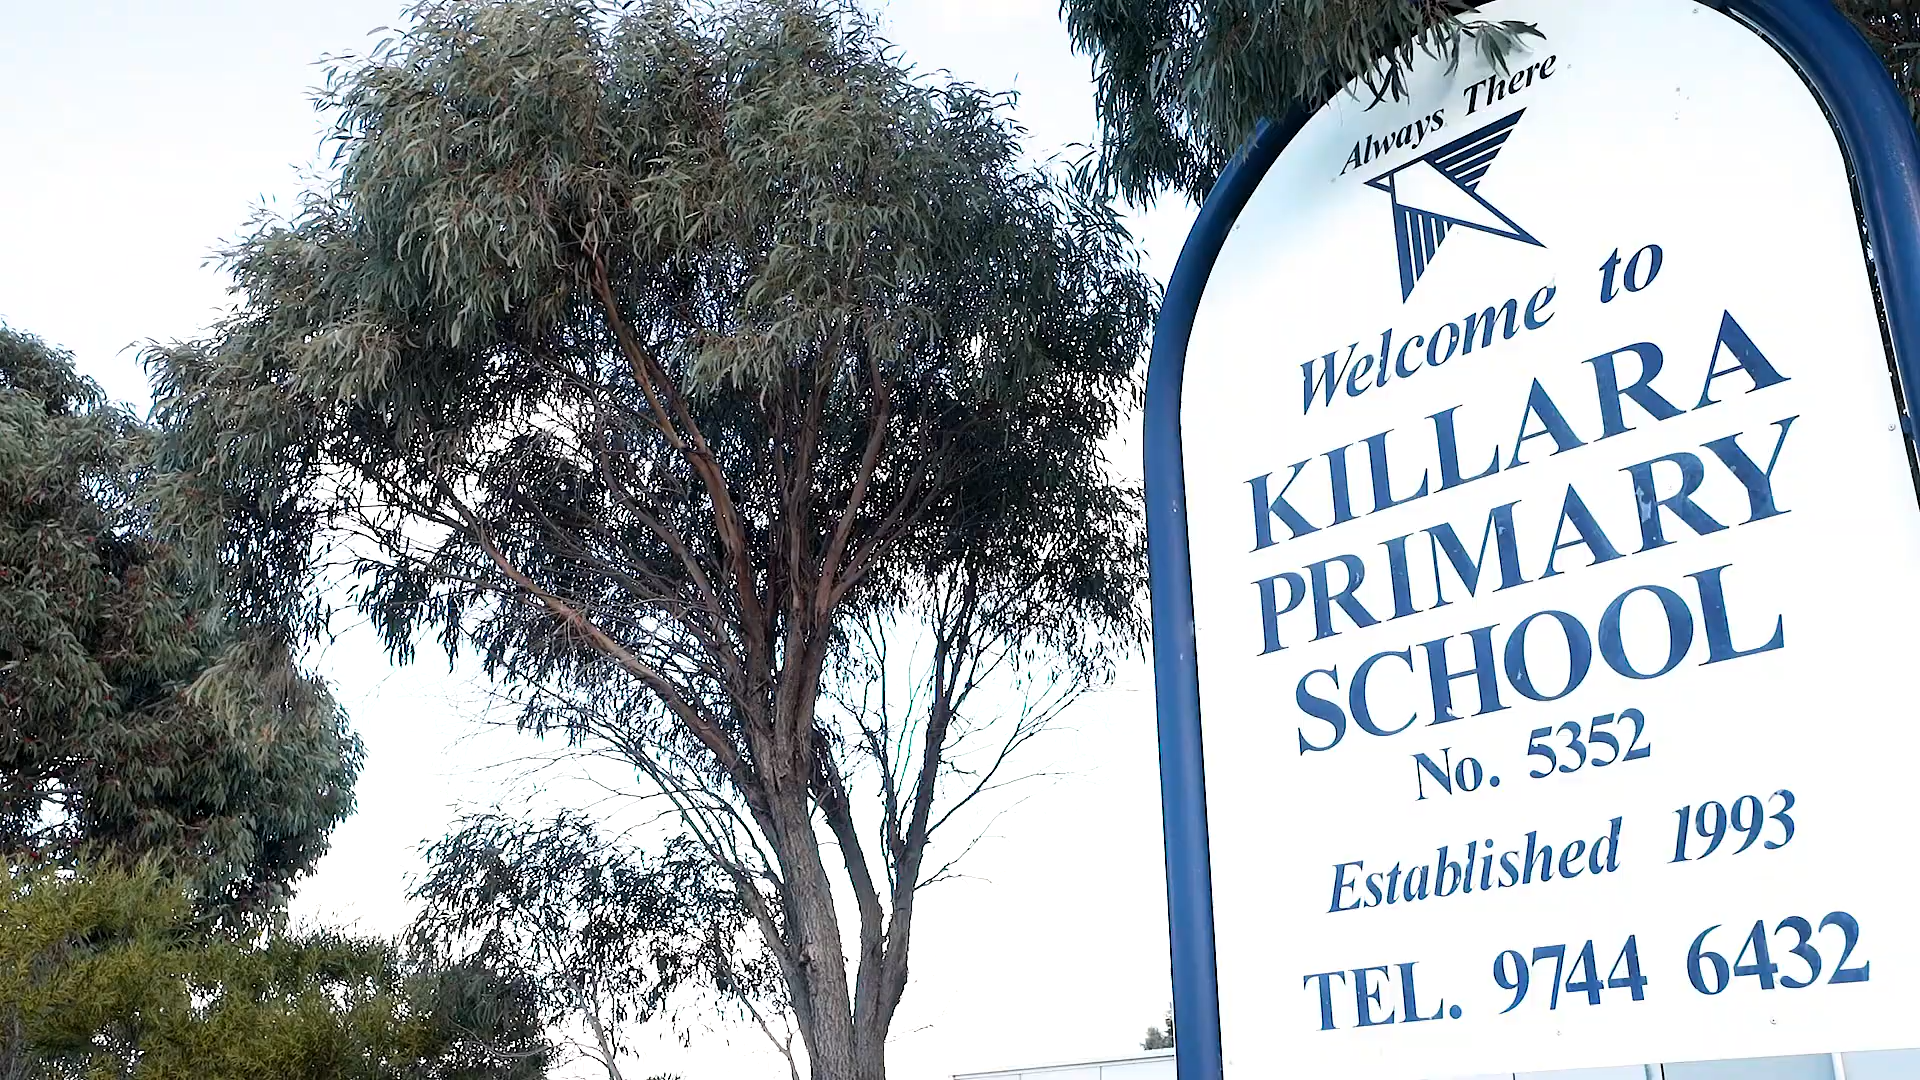 Always There
Welcome to
KILLARA
PRIMARY
SCHOOL
No. 5352
Established 1993
TEL. 9744 6432